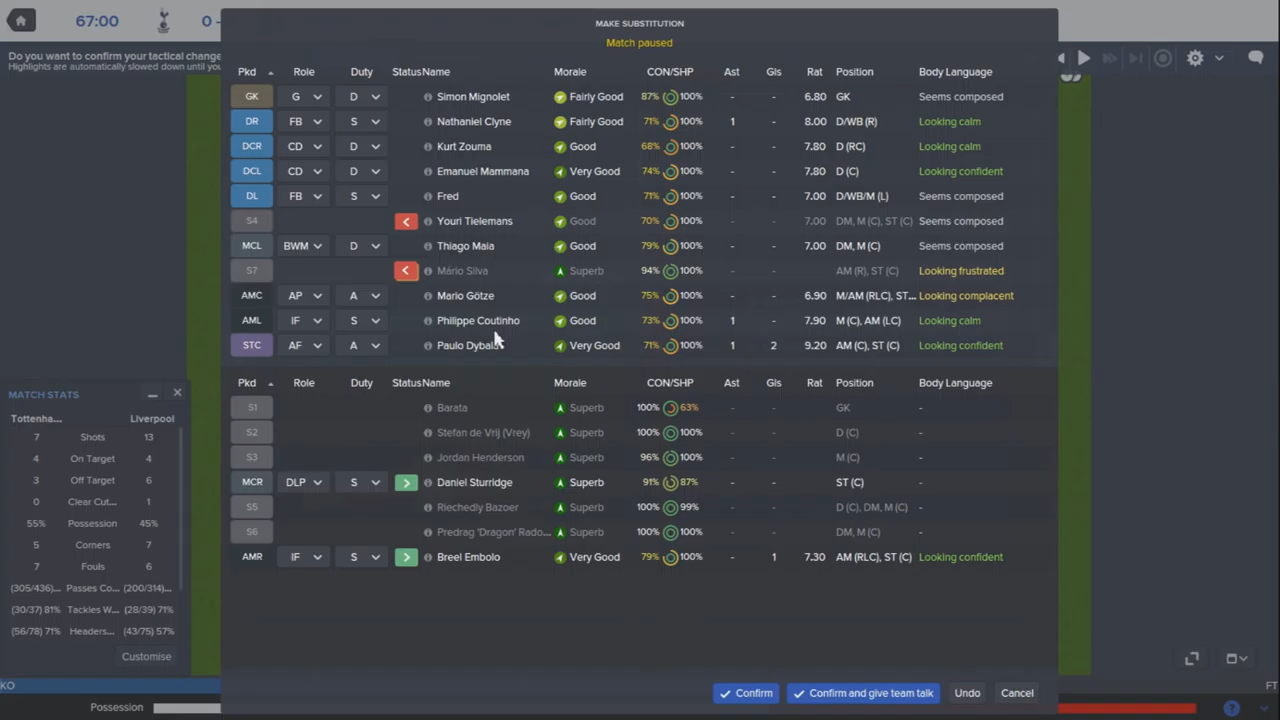 67:00 0 -
MAKE SUBSTITUTION
Match paused
Do you want to confirm your tactical change
Highlights are automatically slowed down until you
Pkd Role Duty Status Name Morale CON/SHP Ast Gls Rat Position Body Language
GK G D Simon Mignolet Fairly Good 87% 100% - - 6.80 GK Seems composed
DR FB S Nathaniel Clyne Fairly Good 71% 100% 1 - 8.00 D/WB (R) Looking calm
DCR CD D Kurt Zouma Good 68% 100% - - 7.80 D (RC) Looking calm
DCL CD D Emanuel Mammana Very Good 74% 100% - - 7.80 D (C) Looking confident
DL FB S Fred Good 71% 100% - - 7.00 D/WB/M (L) Seems composed
S4 < Youri Tielemans Good 70% 100% - - 7.00 DM, M (C), ST (C) Seems composed
MCL BWM D Thiago Maia Good 79% 100% - - 7.00 DM, M (C) Seems composed
S7 < Mário Silva Superb 94% 100% AM (R), ST (C) Looking frustrated
AMC AP A Mario Götze Good 75% 100% - - 6.90 M/AM (RLC), ST... Looking complacent
AML IF S Philippe Coutinho Good 73% 100% 1 - 7.90 M (C), AM (LC) Looking calm
STC AF A Paulo Dybala Very Good 71% 100% 1 2 9.20 AM (C), ST (C) Looking confident
Pkd Role Duty Status Name Morale CON/SHP Ast Gls Rat Position Body Language
S1 Barata Superb 100% 63% - - - GK -
S2 Stefan de Vrij (Vrey) Superb 100% 100% - - - D (C) -
S3 Jordan Henderson Superb 96% 100% - - - M (C) -
MCR DLP S > Daniel Sturridge Superb 91% 87% - - - ST (C) -
S5 Riechedly Bazoer Superb 100% 99% - - - D (C), DM, M (C) -
S6 Predrag 'Dragon' Rado... Superb 100% 100% - - - DM, M (C) -
AMR IF S > Breel Embolo Very Good 79% 100% - 1 7.30 AM (RLC), ST (C) Looking confident
MATCH STATS
Tottenha... Liverpool
7 Shots 13
4 On Target 4
3 Off Target 6
0 Clear Cut... 1
55% Possession 45%
5 Corners 7
7 Fouls 6
(305/436)... Passes Co... (200/314)...
(30/37) 81% Tackles W... (28/39) 71%
(56/78) 71% Headers... (43/75) 57%
Customise
Confirm Confirm and give team talk Undo Cancel
KO FT
Possession